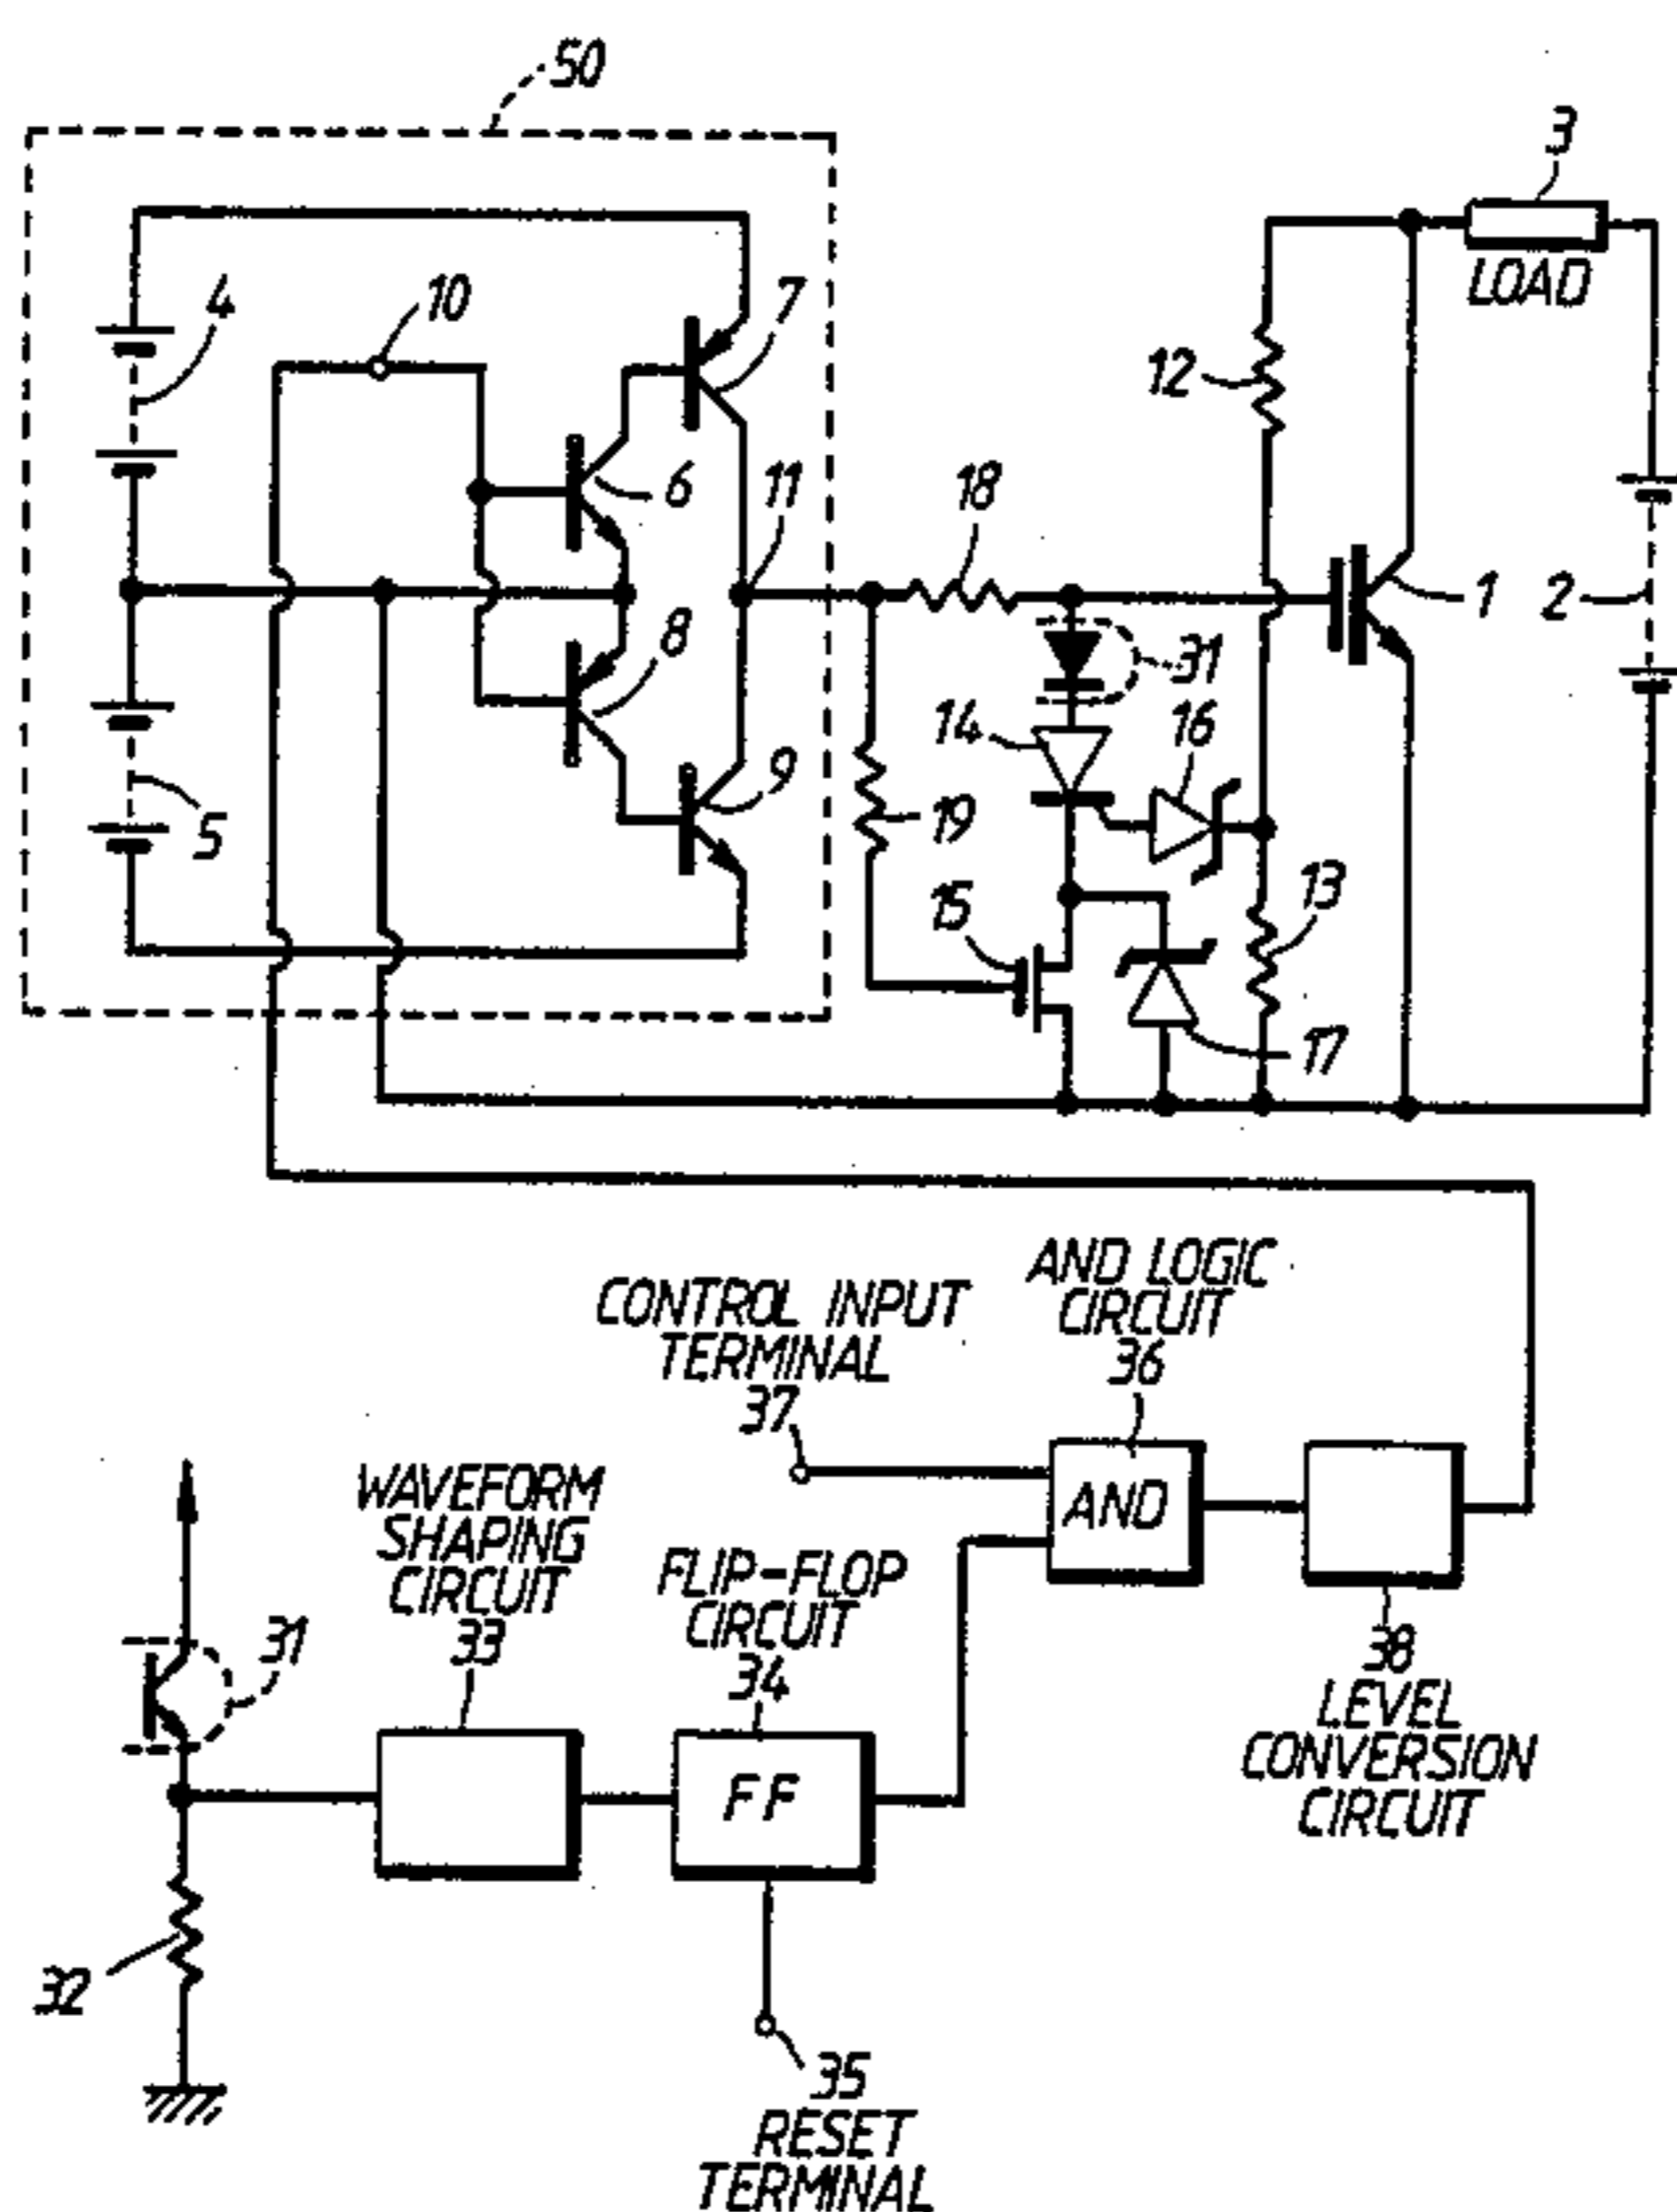 50
3
LOAD
4
10
7
12
6
11
18
1
2
8
31
14
16
5
9
19
13
15
17
CONTROL INPUT
TERMINAL
37
AND LOGIC
CIRCUIT
36
AND
WAVEFORM
SHAPING
CIRCUIT
33
FLIP-FLOP
CIRCUIT
34
FF
31
38
LEVEL
CONVERSION
CIRCUIT
32
35
RESET
TERMINAL